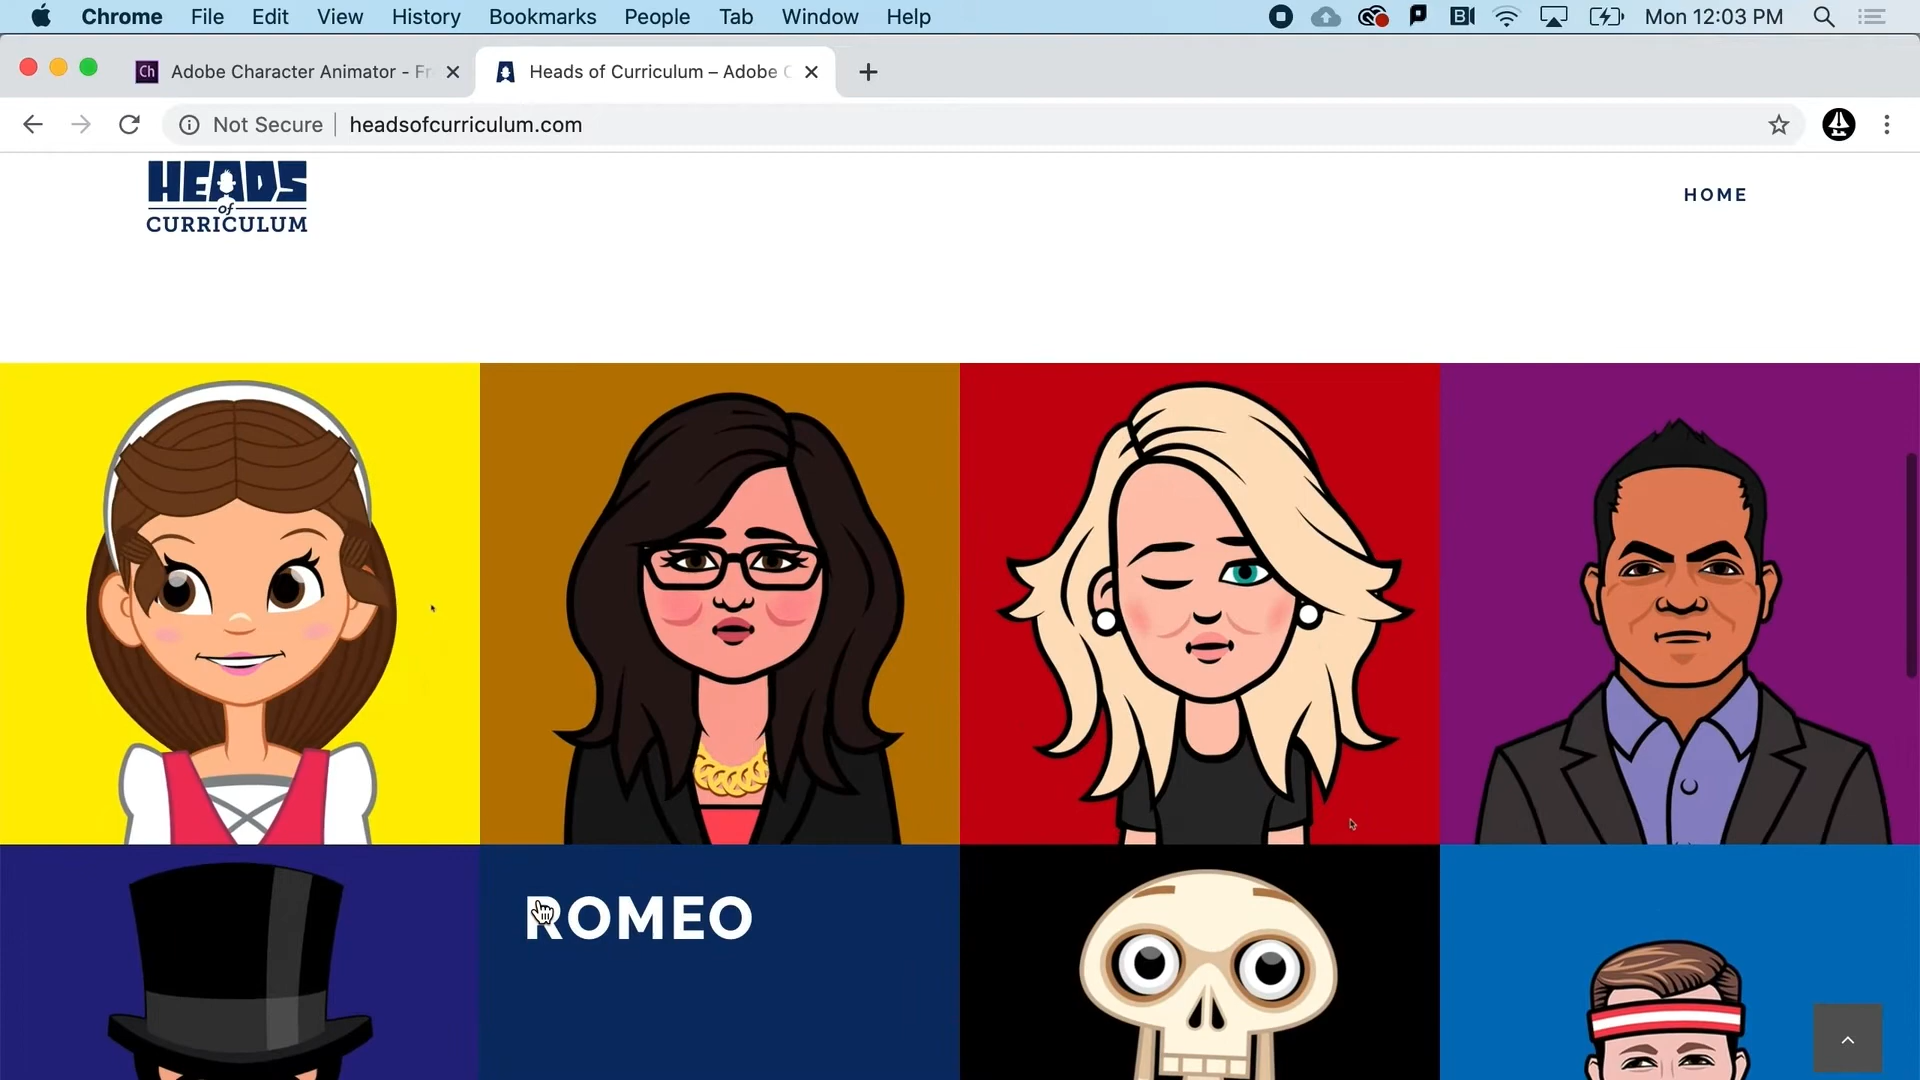 Chrome File Edit View History Bookmarks People Tab Window Help Mon 12:03 PM
Ch Adobe Character Animator - Fr Heads of Curriculum – Adobe C
Not Secure headsofcurriculum.com
HEADS
of
CURRICULUM
HOME
ROMEO